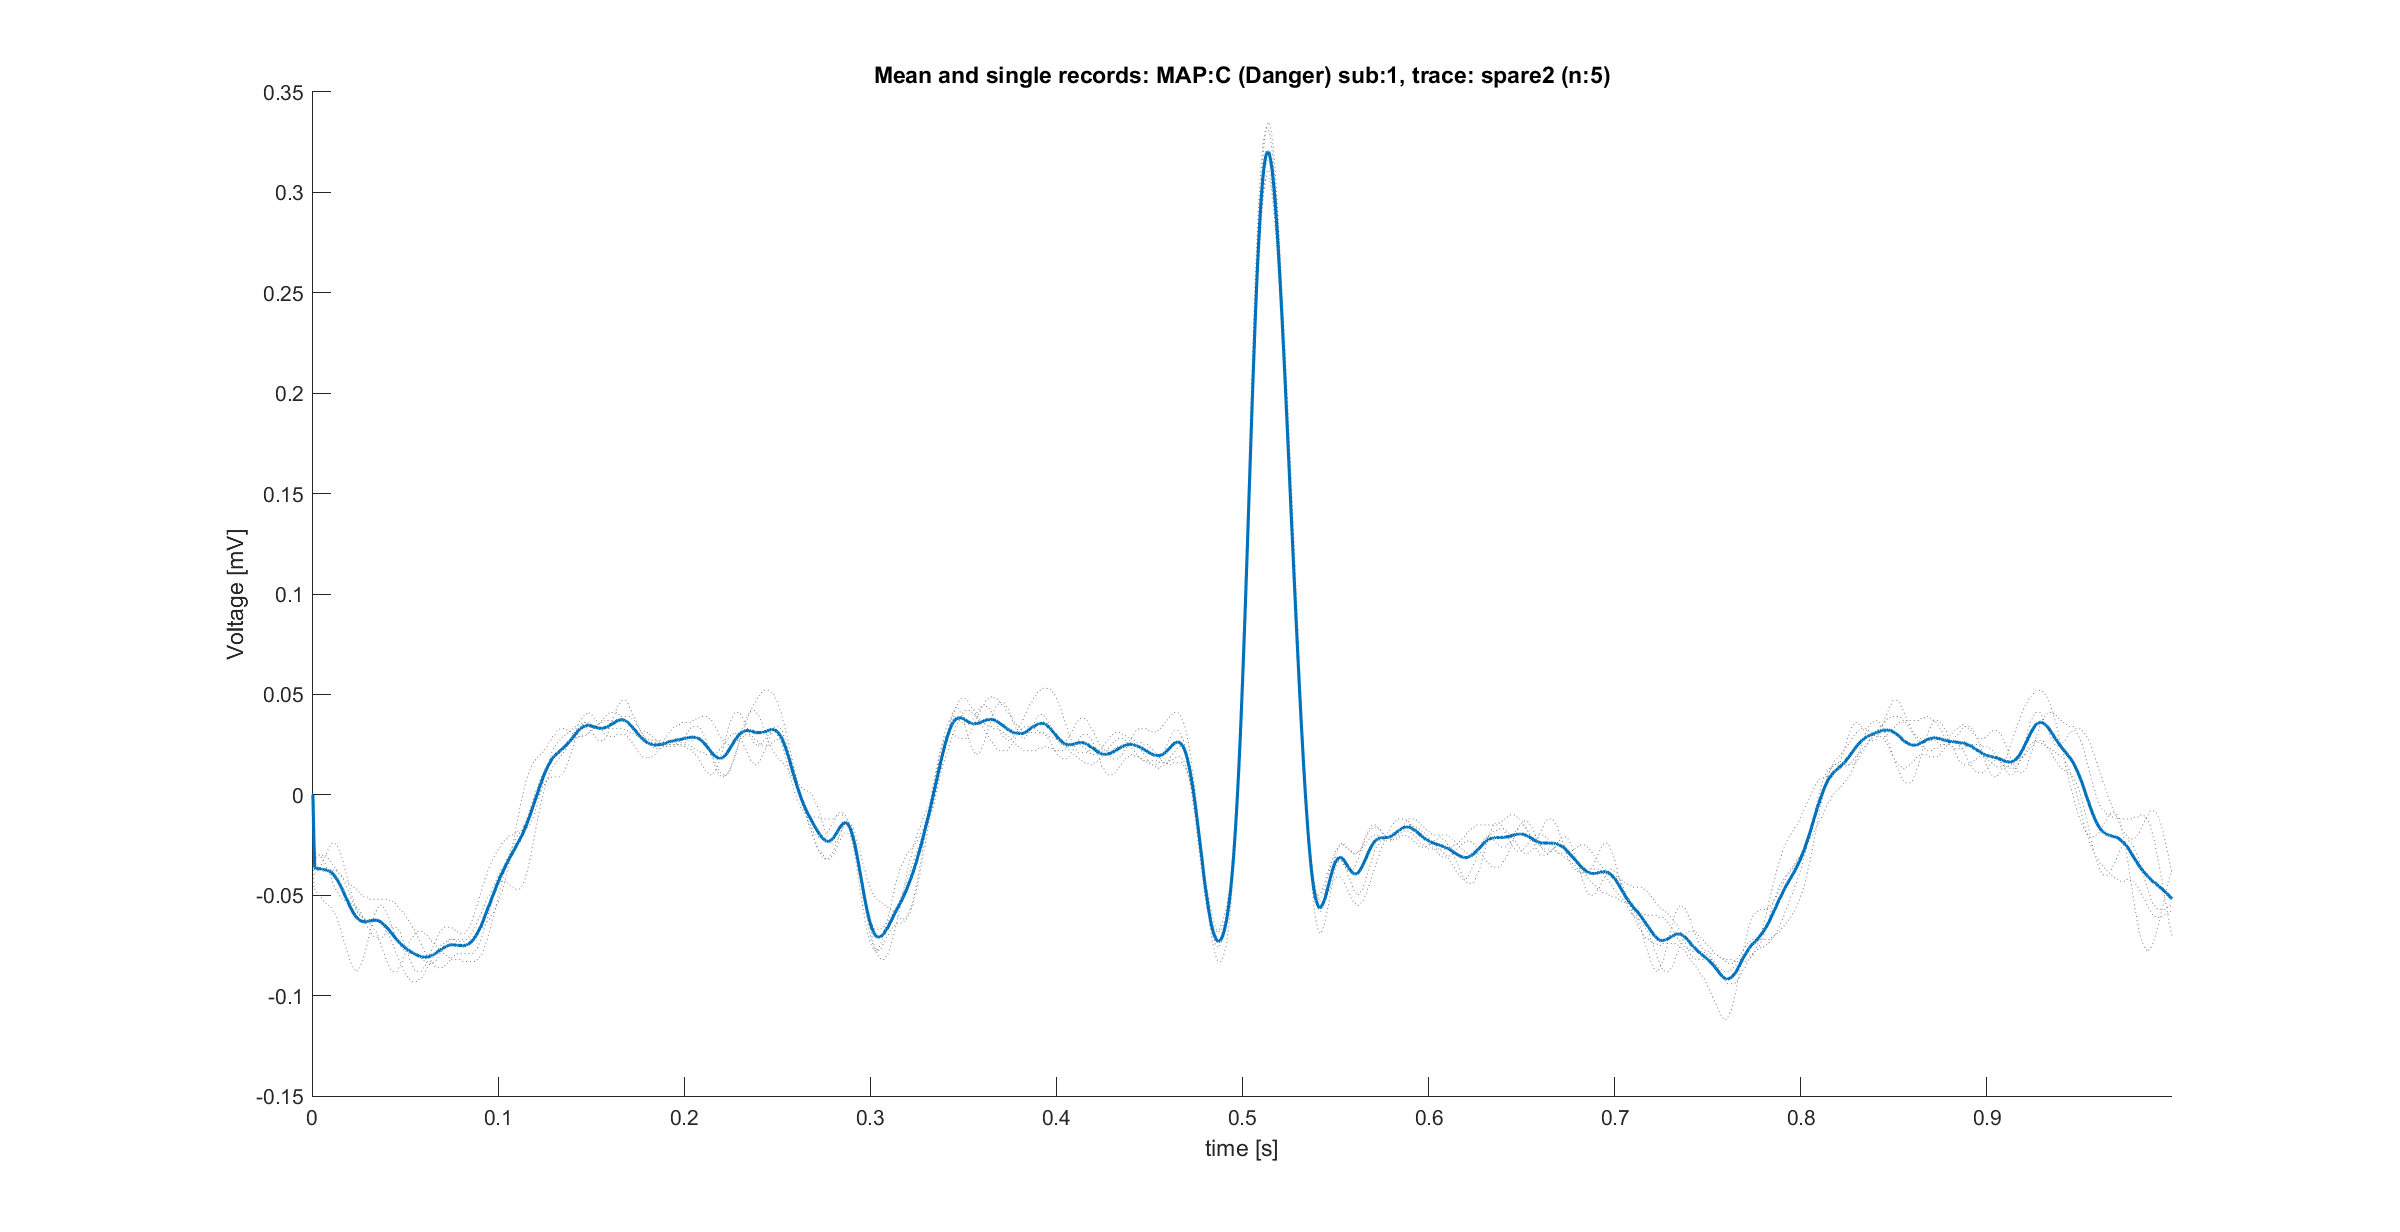 Mean and single records: MAP:C (Danger) sub:1, trace: spare2 (n:5)
0.35
0.3
0.25
0.2
0.15
0.1
0.05
0
-0.05
-0.1
-0.15
Voltage [mV]
0 0.1 0.2 0.3 0.4 0.5 0.6 0.7 0.8 0.9
time [s]